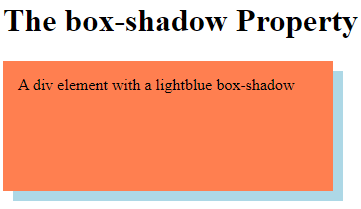 The box-shadow Property
A div element with a lightblue box-shadow